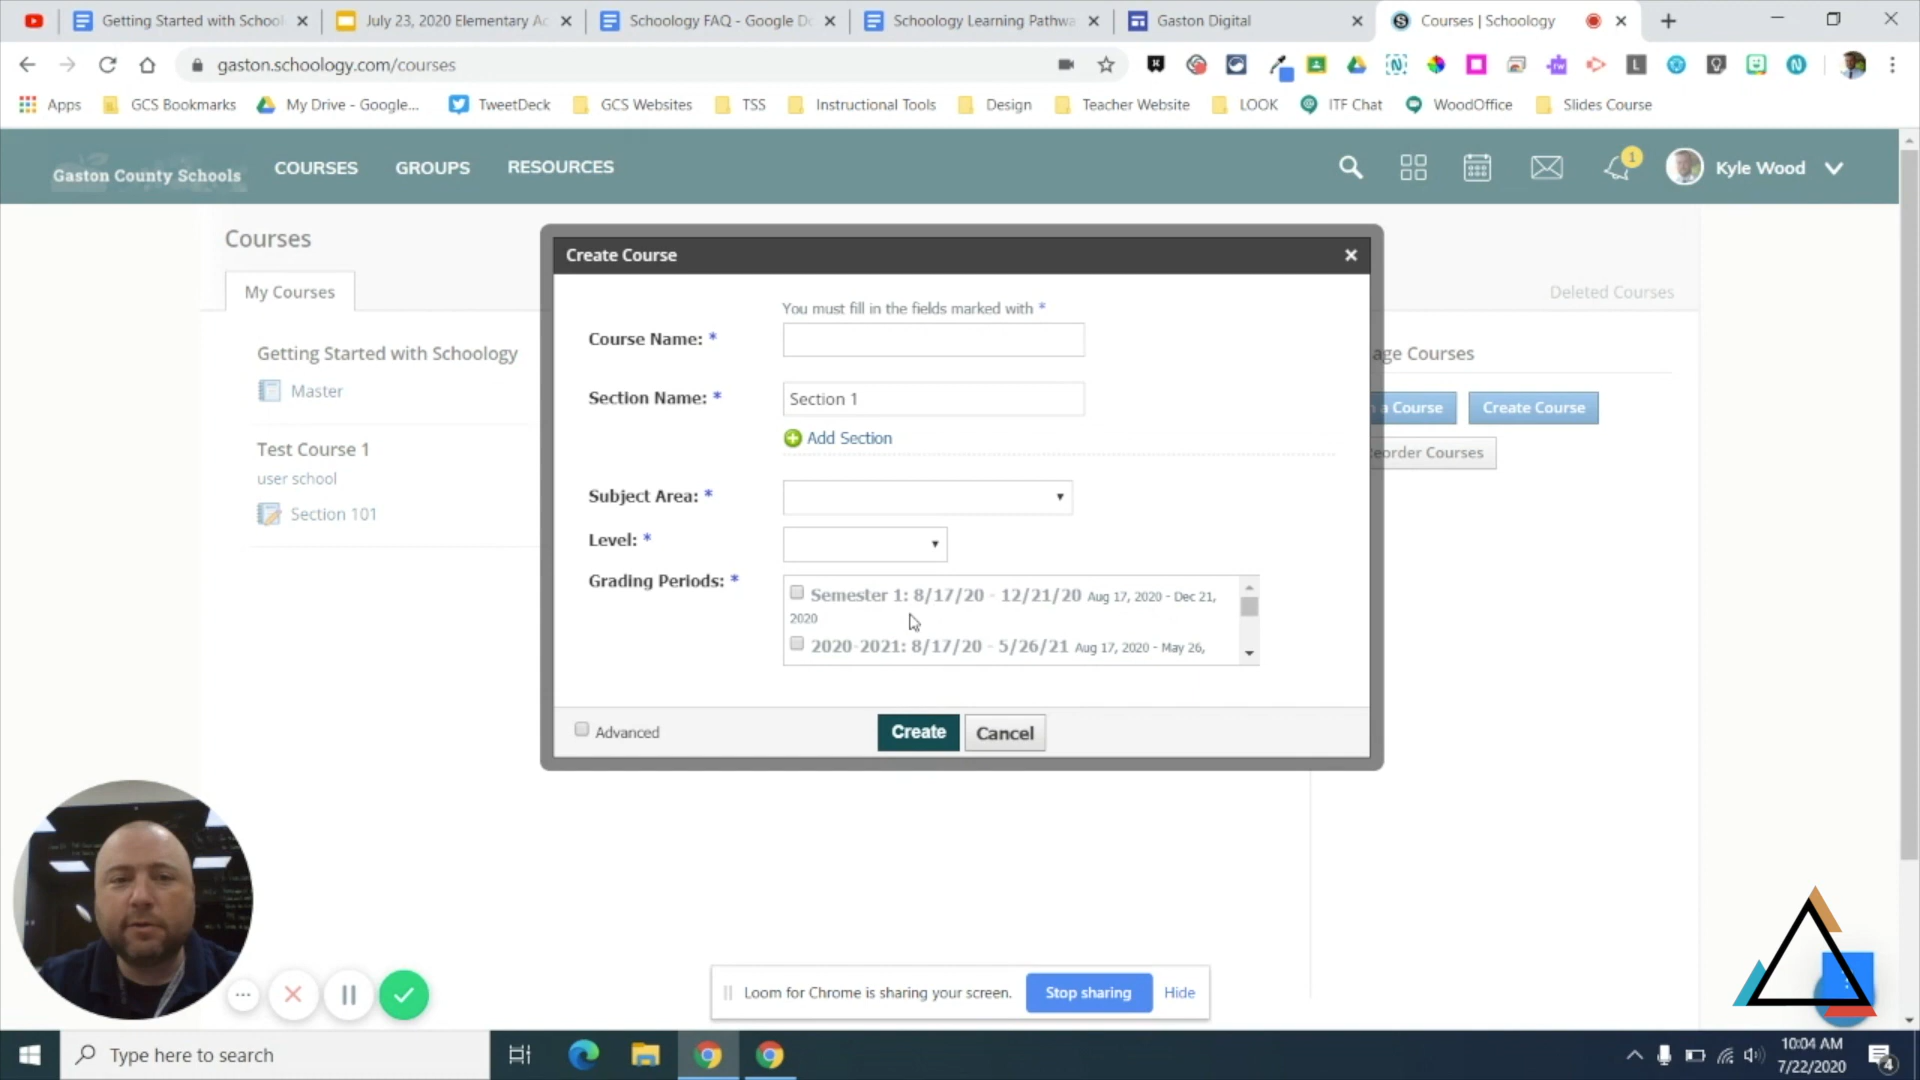 Getting Started with School
July 23, 2020 Elementary Ac
Schoology FAQ - Google Do
Schoology Learning Pathwa
Gaston Digital
Courses | Schoology
gaston.schoology.com/courses
Apps
GCS Bookmarks
My Drive - Google...
TweetDeck
GCS Websites
TSS
Instructional Tools
Design
Teacher Website
LOOK
ITF Chat
WoodOffice
Slides Course
Gaston County Schools
COURSES
GROUPS
RESOURCES
1
Kyle Wood
Courses
My Courses
Deleted Courses
Getting Started with Schoology
Master
Test Course 1
user school
Section 101
age Courses
a Course
Create Course
eorder Courses
Create Course
You must fill in the fields marked with *
Course Name: *
Section Name: *
Section 1
Add Section
Subject Area: *
Level: *
Grading Periods: *
Semester 1: 8/17/20 - 12/21/20 Aug 17, 2020 - Dec 21,
2020
2020-2021: 8/17/20 - 5/26/21 Aug 17, 2020 - May 26,
Advanced
Create
Cancel
Loom for Chrome is sharing your screen.
Stop sharing
Hide
Type here to search
10:04 AM
7/22/2020
4